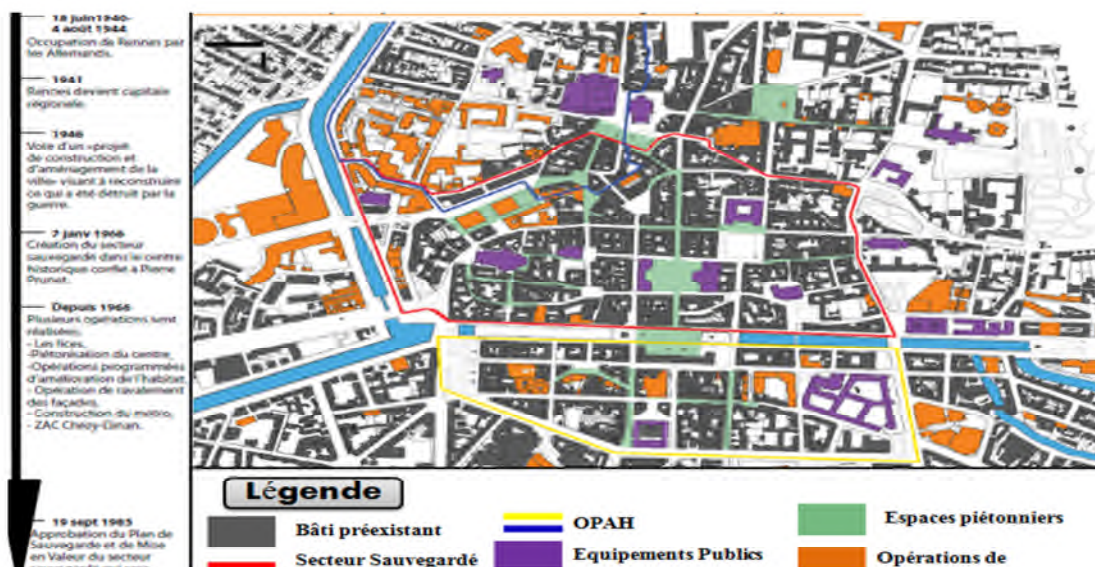 18 juin1940-
4 août 1944
Occupation de Rennes par
les Allemands.
1941
Rennes devient capitale
régionale.
1946
Vote d'un «projet
de construction et
d'aménagement de la
ville» visant à reconstruire
ce qui a été détruit par la
guerre.
7 janv 1966
Création du secteur
sauvegardé dans le centre
historique confié à Pierre
Prunet.
Depuis 1966
Plusieurs opérations sont
réalisées:
- Les lices,
-Piétonisation du centre,
-Opérations programmées
d'amélioration de l'habitat,
- Opération de ravalement
des façades,
- Construction du métro,
- ZAC Chézy-Dinan.
19 sept 1985
Approbation du Plan de
Sauvegarde et de Mise
en Valeur du secteur
Légende
Bâti préexistant
OPAH
Espaces piétonniers
Secteur Sauvegardé
Equipements Publics
Opérations de